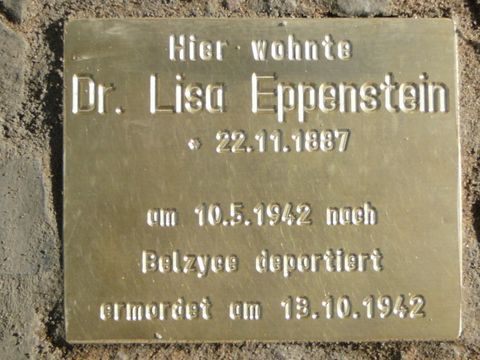 Hier wohnte
Dr. Lisa Eppenstein
* 22.11.1887
am 10.5.1942 nach
Belzyce deportiert
ermordet am 13.10.1942